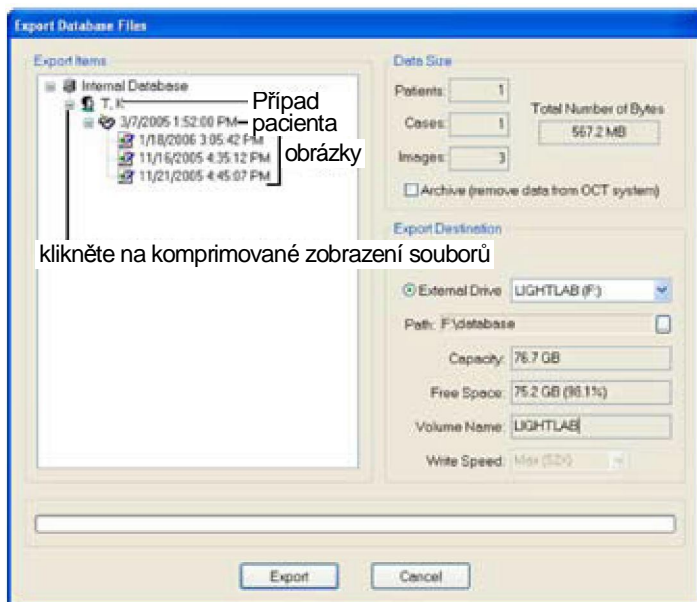 Export Database Files
Export Items
Internal Database
T, K
Případ
pacienta
3/7/2005 1:52:00 PM
1/18/2006 3:05:42 PM
11/16/2005 4:35:12 PM
11/21/2005 4:45:07 PM
obrázky
klikněte na komprimované zobrazení souborů
Data Size
Patients: 1
Cases: 1
Images: 3
Total Number of Bytes
567.2 MB
Archive (remove data from OCT system)
Export Destination
External Drive LIGHTLAB (F:)
Path: F:\database
Capacity: 76.7 GB
Free Space: 75.2 GB (98.1%)
Volume Name: LIGHTLAB
Write Speed: Max (52X)
Export
Cancel